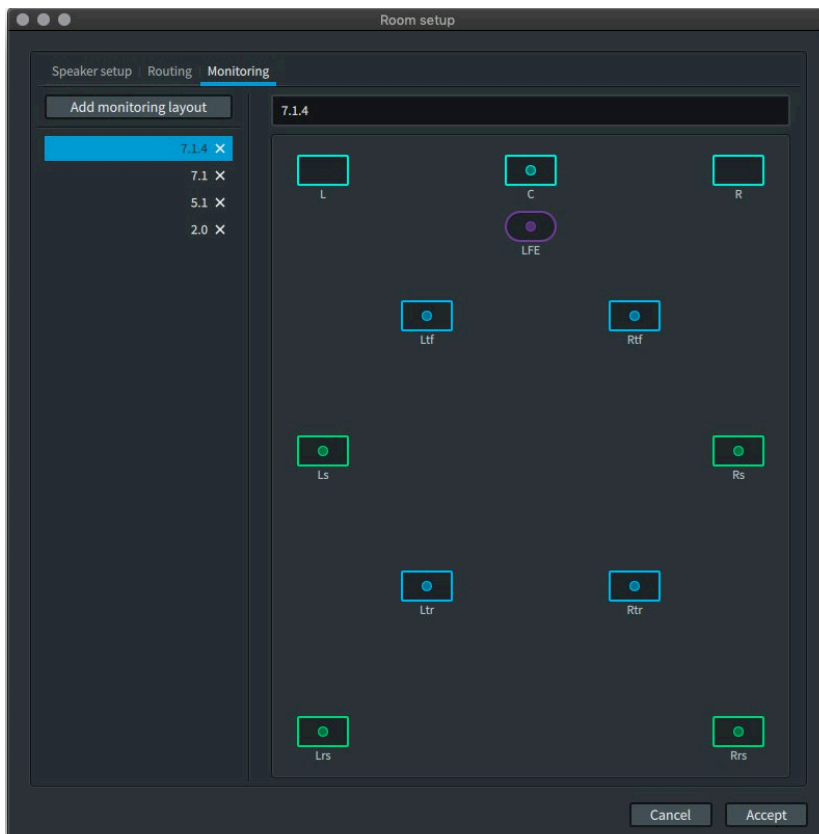 Room setup
Speaker setup Routing Monitoring
Add monitoring layout
7.1.4
7.1
5.1
2.0
7.1.4
L C R
LFE
Ltf Rtf
Ls Rs
Ltr Rtr
Lrs Rrs
Cancel Accept